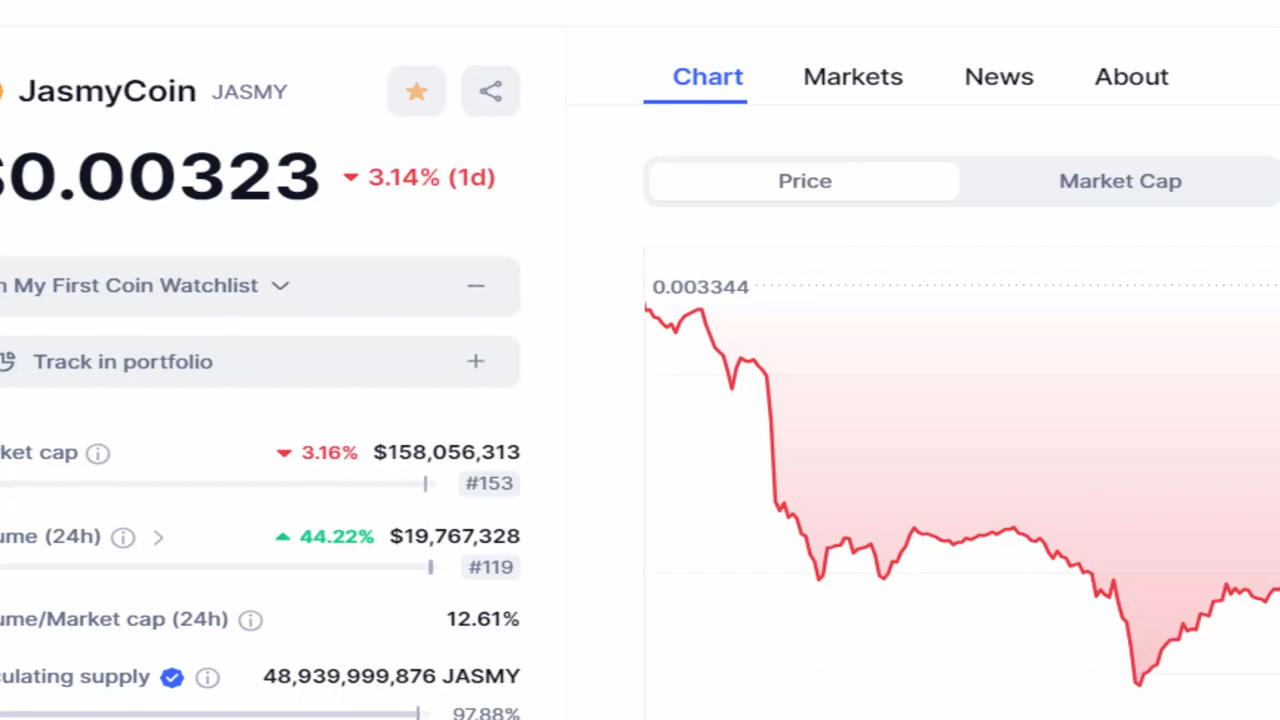 JasmyCoin JASMY
$0.00323 3.14% (1d)
My First Coin Watchlist
Track in portfolio
ket cap 3.16% $158,056,313
#153
ume (24h) 44.22% $19,767,328
#119
ume/Market cap (24h) 12.61%
culating supply 48,939,999,876 JASMY
97.88%
Chart Markets News About
Price Market Cap
0.003344